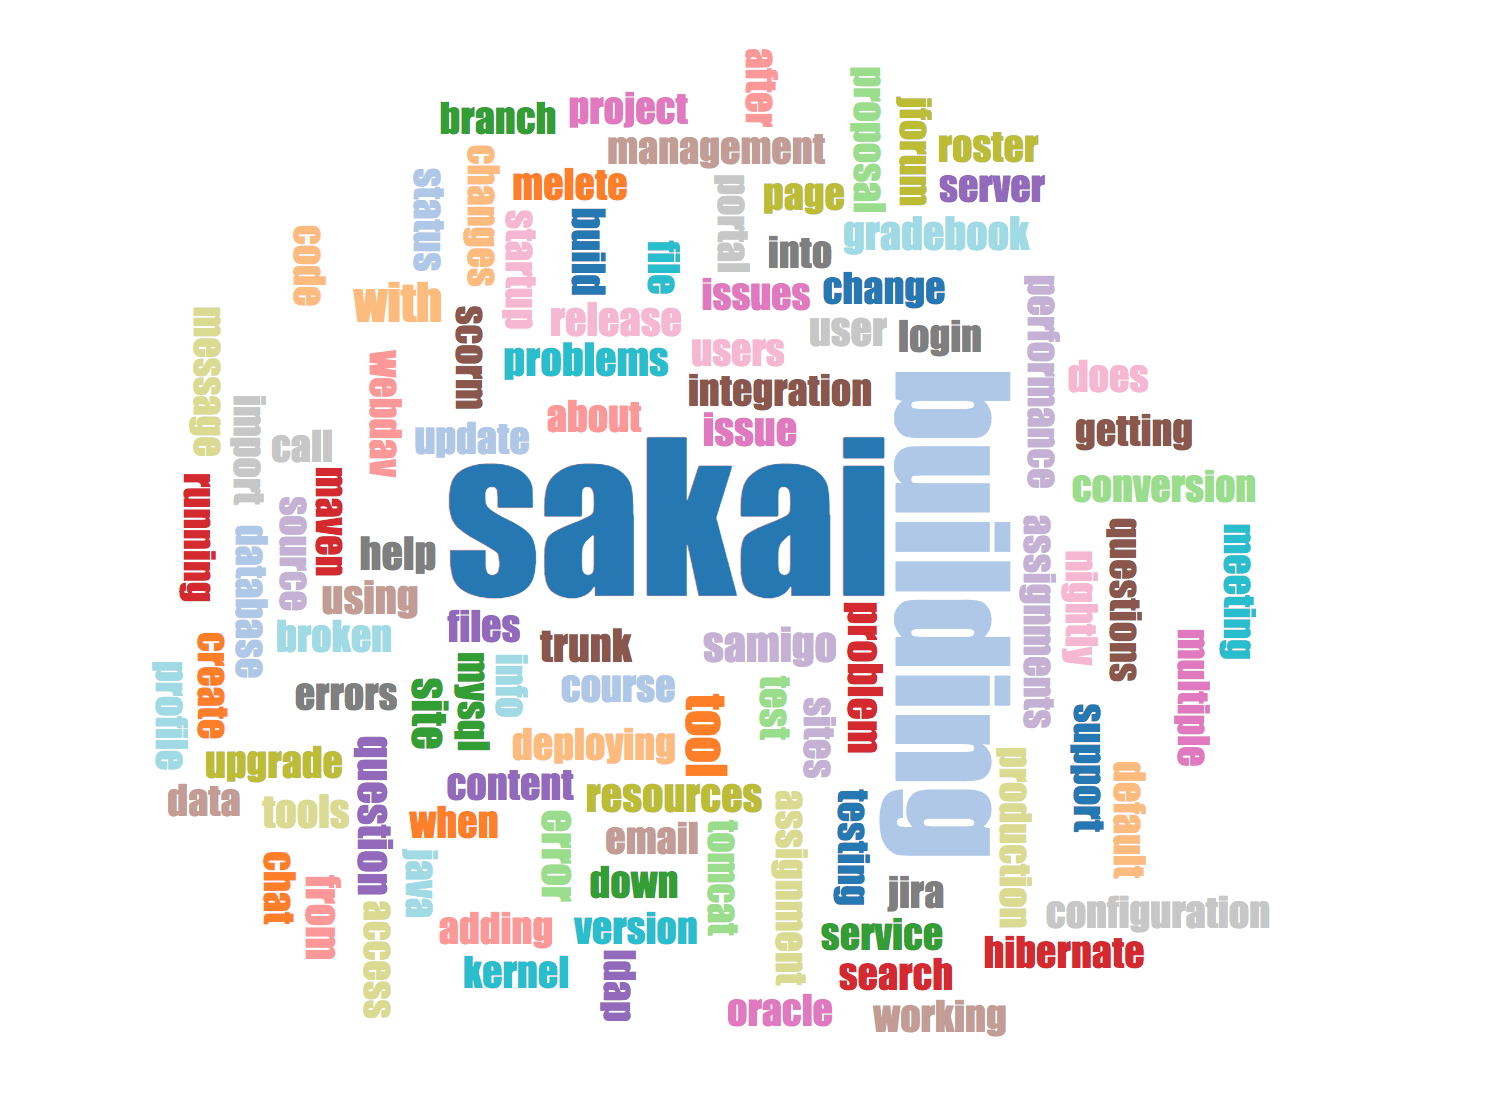 after
branch
project
proposal
jforum
management
roster
changes
status
melete
portal
page
server
startup
build
gradebook
code
file
into
with
issues
change
performance
message
scorm
release
user
login
webdav
problems
users
does
integration
building
import
about
issue
getting
call
update
sakai
running
maven
conversion
source
help
assignments
questions
meeting
database
nightly
using
files
problem
broken
trunk
samigo
create
multiple
profile
mysql
info
errors
site
course
test
sites
tool
support
upgrade
question
deploying
production
default
data
tools
content
resources
assignment
testing
when
error
email
tomcat
chat
from
java
down
jira
access
adding
version
service
configuration
kernel
ldap
search
hibernate
oracle
working